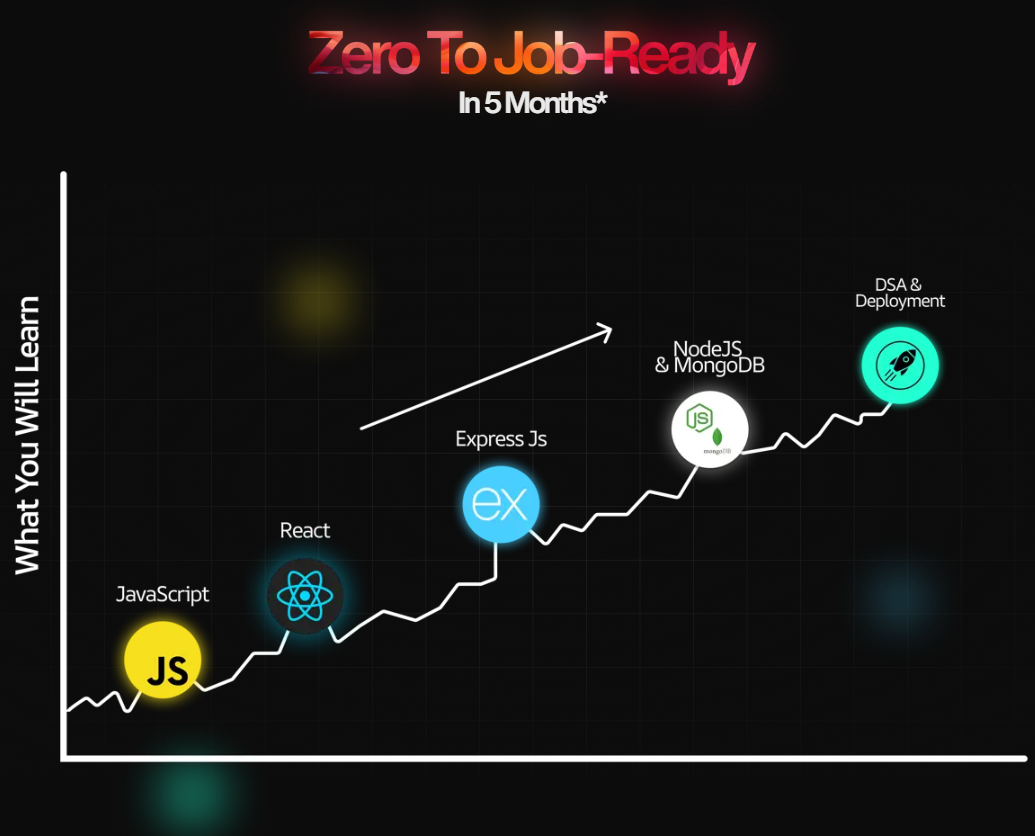 Zero To Job-Ready
In 5 Months*
What You Will Learn
DSA &
Deployment
NodeJS
& MongoDB
JS
mongoDB
Express Js
ex
React
JavaScript
JS